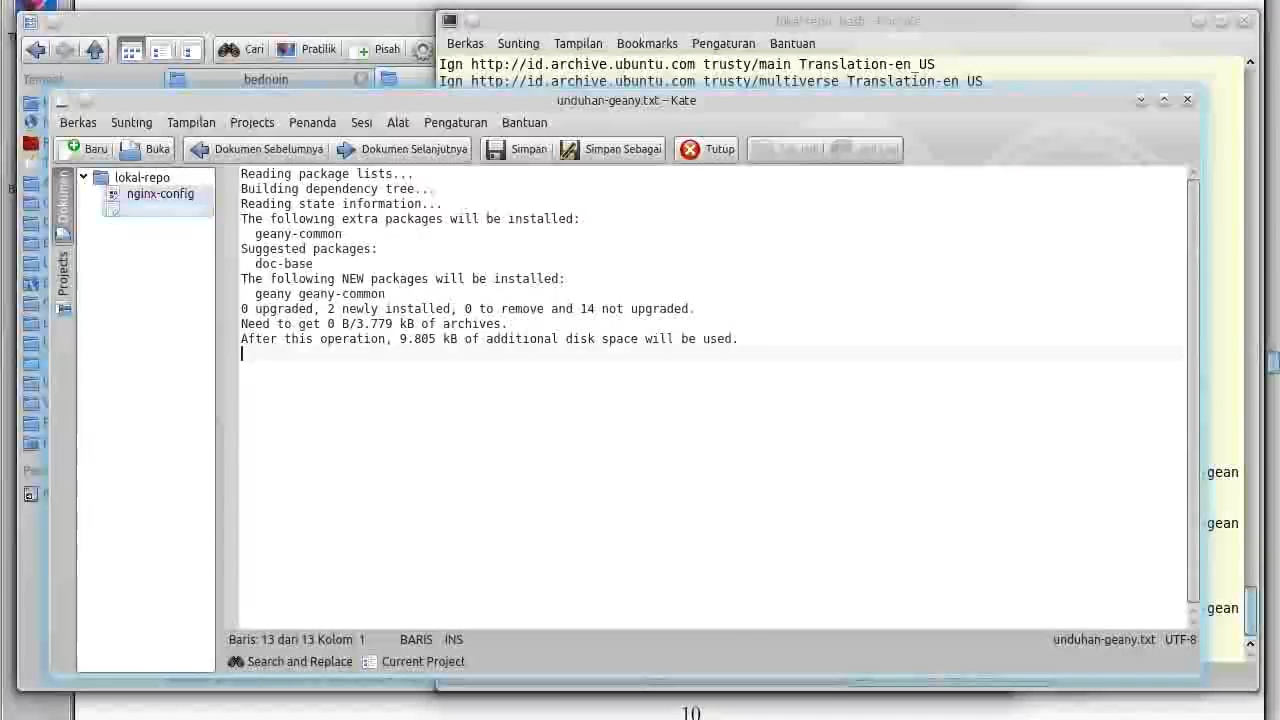 Cari
Pratilik
Pisah
Tempat
bednuin
lokal-repo : bash
Berkas Sunting Tampilan Bookmarks Pengaturan Bantuan
Ign http://id.archive.ubuntu.com trusty/main Translation-en_US
Ign http://id.archive.ubuntu.com trusty/multiverse Translation-en_US
unduhan-geany.txt – Kate
Berkas Sunting Tampilan Projects Penanda Sesi Alat Pengaturan Bantuan
Baru Buka Dokumen Sebelumnya Dokumen Selanjutnya Simpan Simpan Sebagai Tutup
Dokumen
Projects
lokal-repo
nginx-config
Reading package lists...
Building dependency tree...
Reading state information...
The following extra packages will be installed:
geany-common
Suggested packages:
doc-base
The following NEW packages will be installed:
geany geany-common
0 upgraded, 2 newly installed, 0 to remove and 14 not upgraded.
Need to get 0 B/3.779 kB of archives.
After this operation, 9.805 kB of additional disk space will be used.
gean
gean
gean
Baris: 13 dari 13 Kolom 1 BARIS INS unduhan-geany.txt UTF-8
Search and Replace Current Project
10